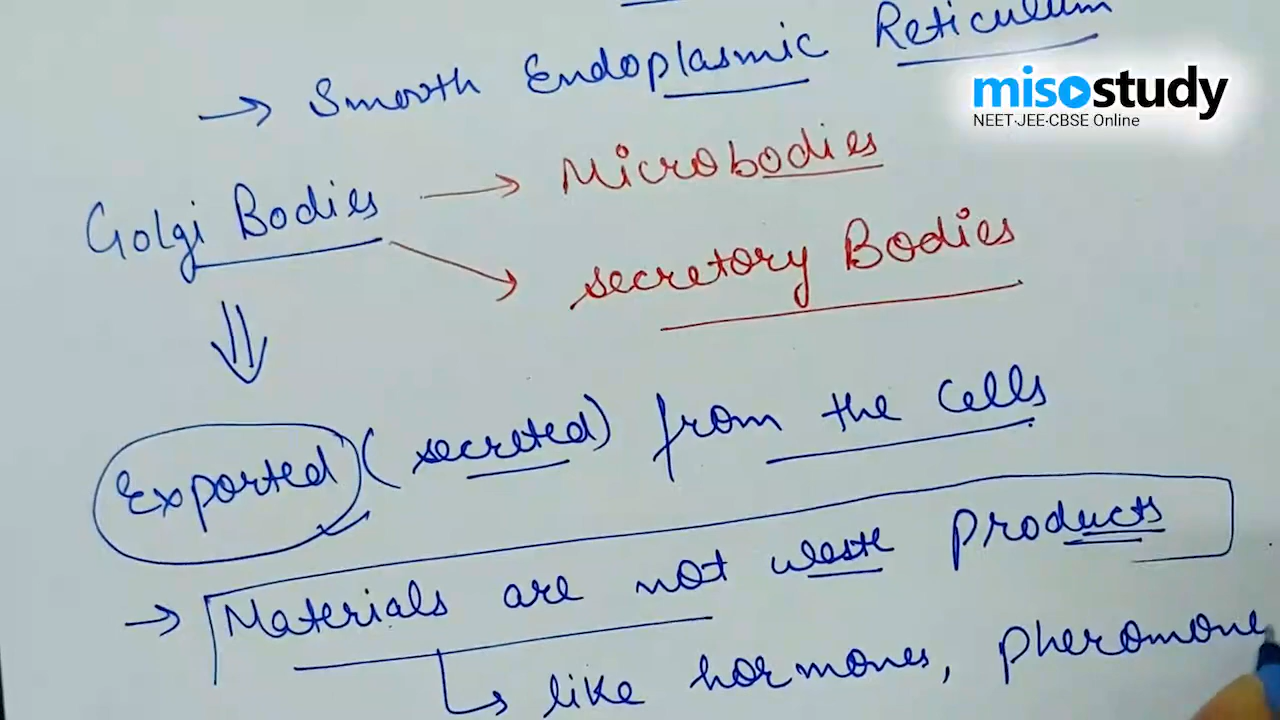 → Smooth Endoplasmic Reticulum
misostudy
NEET-JEE-CBSE Online
Golgi Bodies → Microbodies
→ secretory Bodies
⇓
Exported (secreted) from the cells
→ Materials are not waste products
↳ like hormones, pheromone